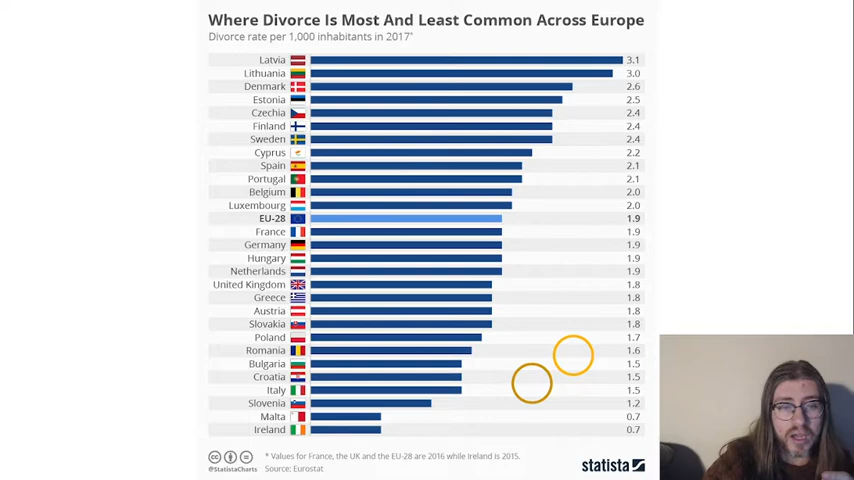 Where Divorce Is Most And Least Common Across Europe
Divorce rate per 1,000 inhabitants in 2017*
Latvia 3.1
Lithuania 3.0
Denmark 2.6
Estonia 2.5
Czechia 2.4
Finland 2.4
Sweden 2.4
Cyprus 2.2
Spain 2.1
Portugal 2.1
Belgium 2.0
Luxembourg 2.0
EU-28 1.9
France 1.9
Germany 1.9
Hungary 1.9
Netherlands 1.9
United Kingdom 1.8
Greece 1.8
Austria 1.8
Slovakia 1.8
Poland 1.7
Romania 1.6
Bulgaria 1.5
Croatia 1.5
Italy 1.5
Slovenia 1.2
Malta 0.7
Ireland 0.7
* Values for France, the UK and the EU-28 are 2016 while Ireland is 2015.
@StatistaCharts Source: Eurostat
statista